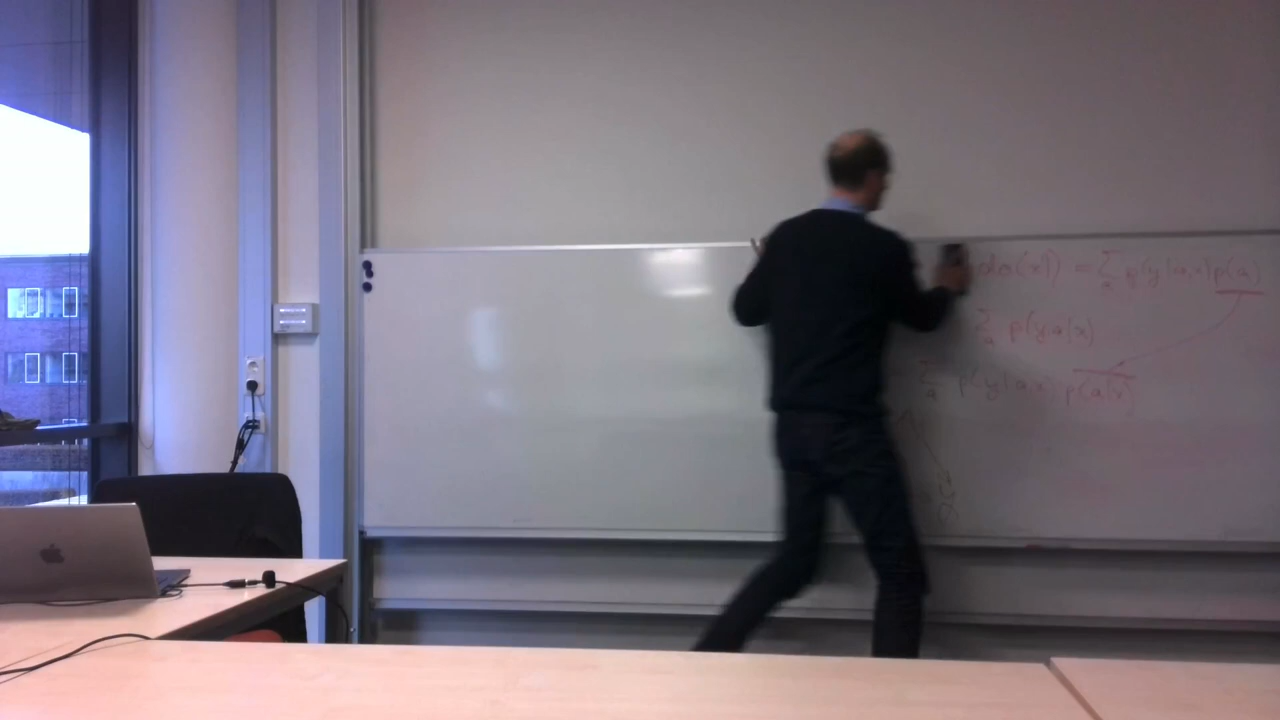 do(x)) = Σ_a p(y|a,x) p(a)
Σ_a p(y,a|x)
Σ_a p(y|a,x) p(a|x)